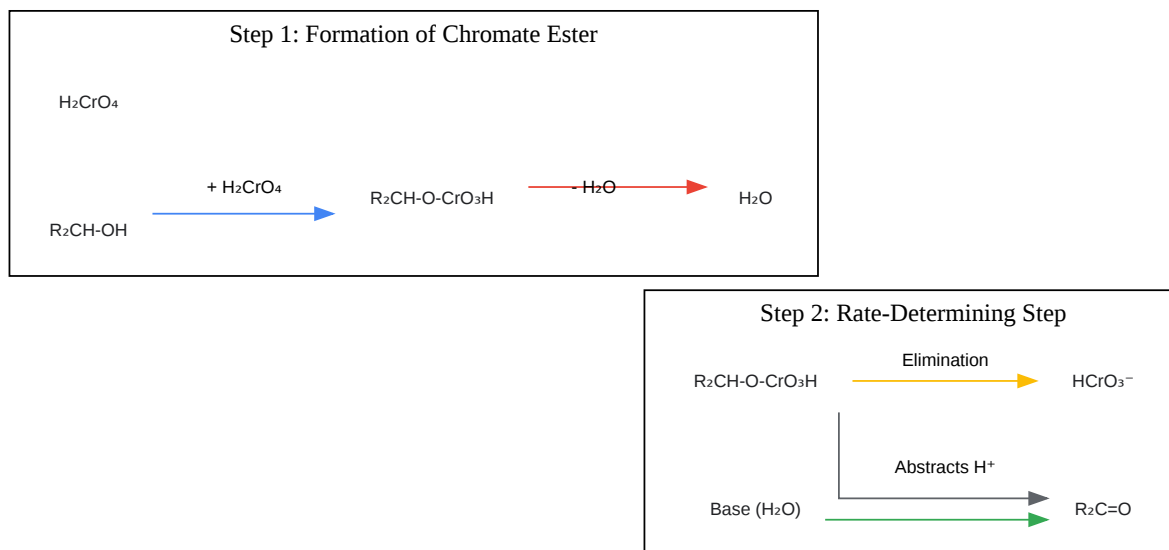 Step 1: Formation of Chromate Ester
H₂CrO₄
+ H₂CrO₄
R₂CH-O-CrO₃H
- H₂O
H₂O
R₂CH-OH
Step 2: Rate-Determining Step
Elimination
R₂CH-O-CrO₃H
HCrO₃⁻
Abstracts H⁺
Base (H₂O)
R₂C=O